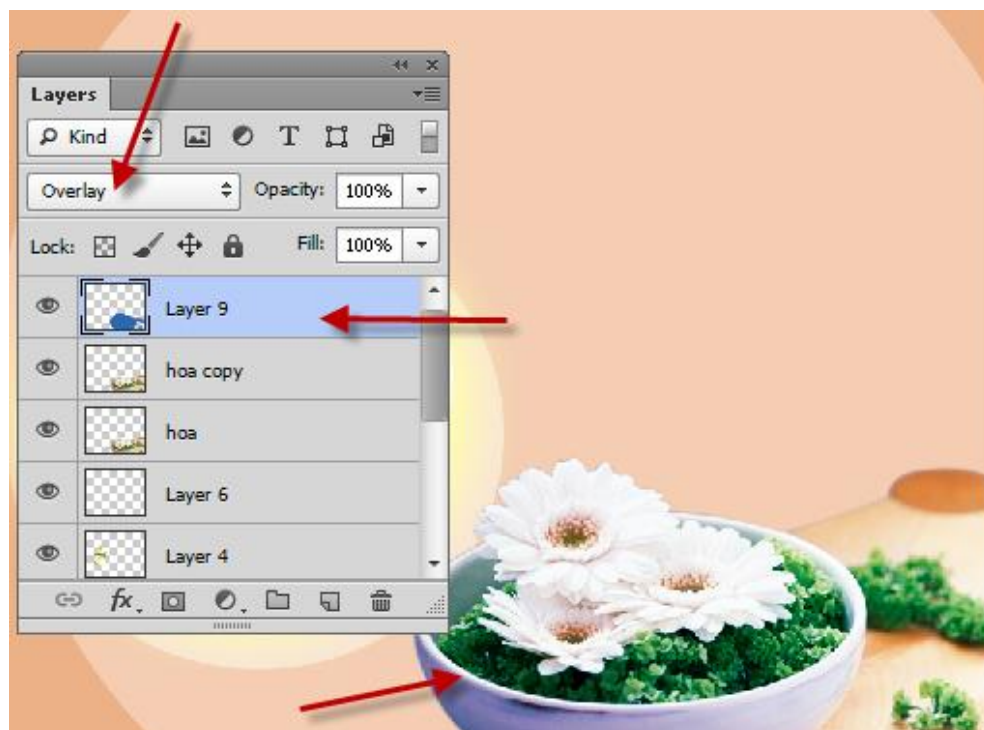 Layers
Kind T
Overlay Opacity: 100%
Lock: Fill: 100%
Layer 9
hoa copy
hoa
Layer 6
Layer 4
fx